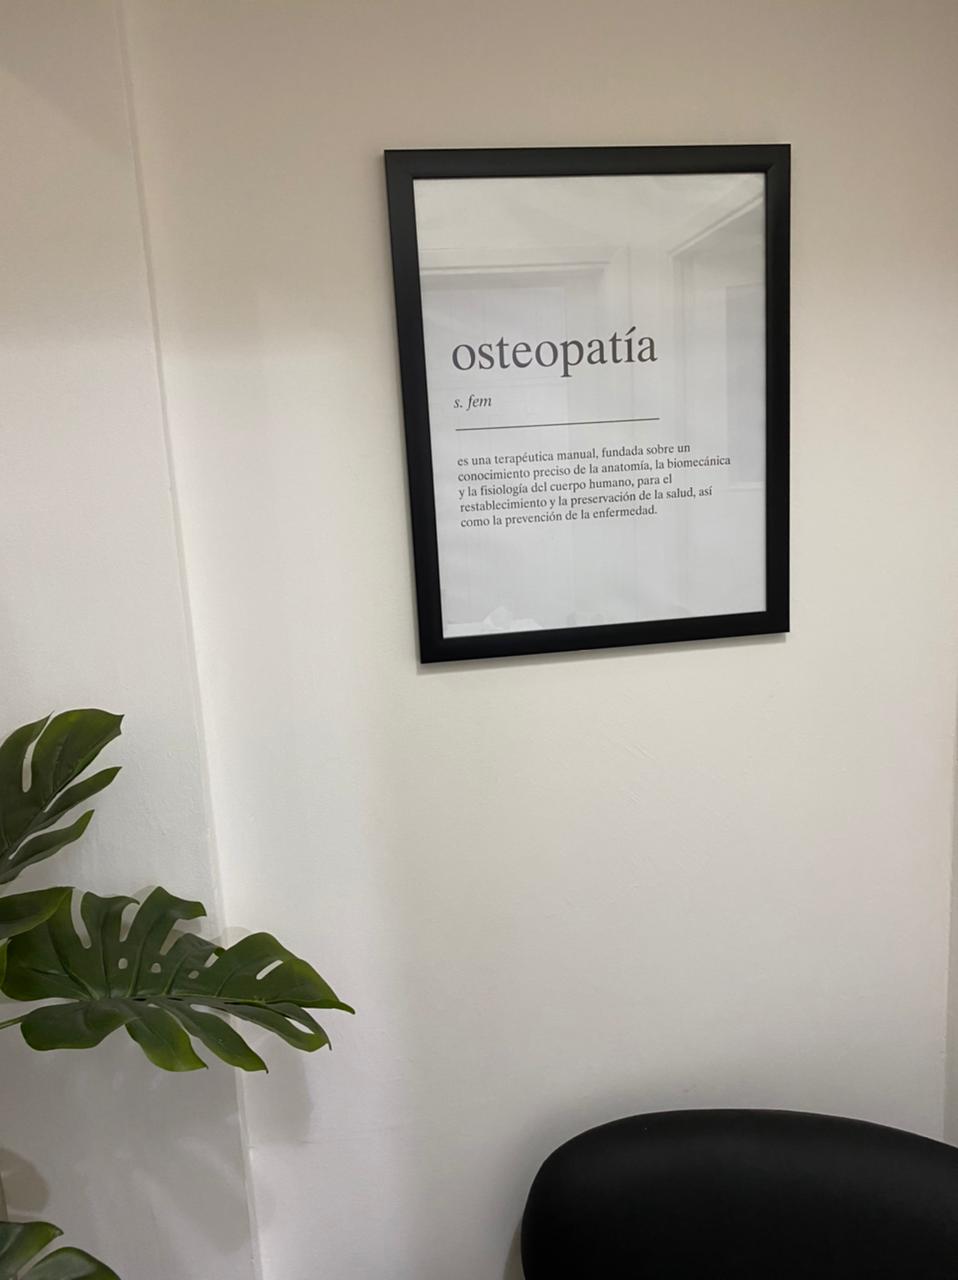 osteopatía
s. fem
es una terapéutica manual, fundada sobre un
conocimiento preciso de la anatomía, la biomecánica
y la fisiología del cuerpo humano, para el
restablecimiento y la preservación de la salud, así
como la prevención de la enfermedad.